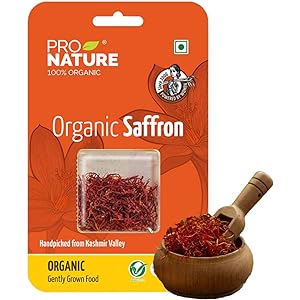 PRO
NATURE
100% ORGANIC
Organic Saffron
Handpicked from Kashmir Valley
ORGANIC
Gently Grown Food